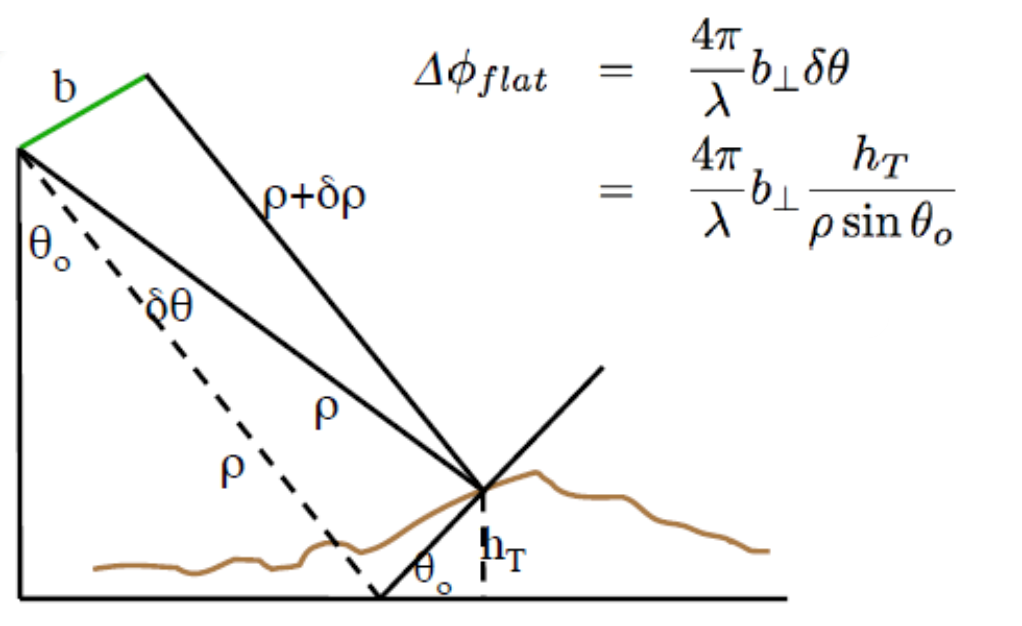 Δϕ_flat = 4π/λ b⊥δθ
= 4π/λ b⊥ h_T/ρ sin θ_o
b
ρ+δρ
θ_o
δθ
ρ
ρ
h_T
θ_o